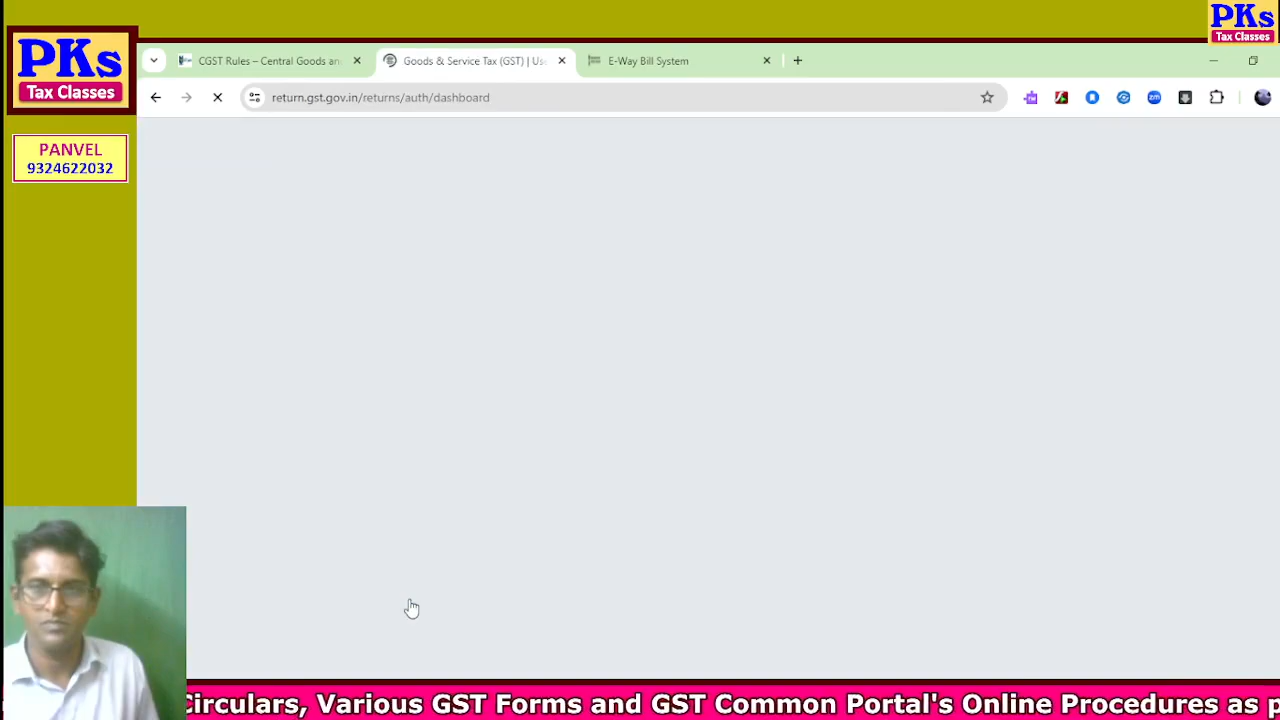 PKs
Tax Classes
PKs
Tax Classes
CGST Rules – Central Goods an
Goods & Service Tax (GST) | Us
E-Way Bill System
return.gst.gov.in/returns/auth/dashboard
PANVEL
9324622032
Circulars, Various GST Forms and GST Common Portal's Online Procedures as p